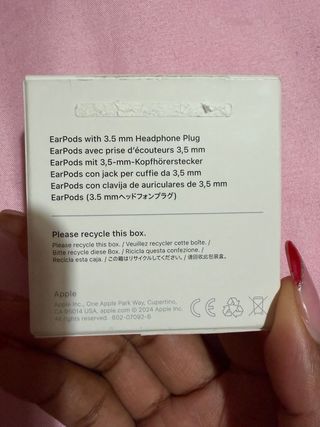 EarPods with 3.5 mm Headphone Plug
EarPods avec prise d'écouteurs 3,5 mm
EarPods mit 3,5-mm-Kopfhörerstecker
EarPods con jack per cuffie da 3,5 mm
EarPods con clavija de auriculares de 3,5 mm
EarPods (3.5 mmヘッドフォンプラグ)
Please recycle this box.
Please recycle this box. / Veuillez recycler cette boîte. /
Bitte recycle diese Box. / Ricicla questa confezione. /
Recicla esta caja. / この箱はリサイクルしてください。/ 请回收此包装盒。
Apple
Apple Inc., One Apple Park Way, Cupertino,
CA 95014 USA. apple.com © 2024 Apple Inc.
All rights reserved. 602-07092-B
CE